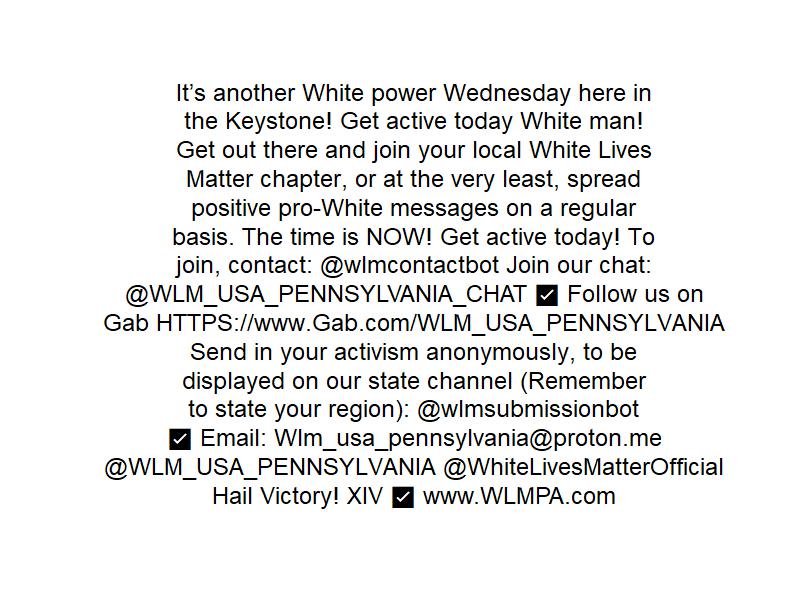 It’s another White power Wednesday here in
the Keystone! Get active today White man!
Get out there and join your local White Lives
Matter chapter, or at the very least, spread
positive pro-White messages on a regular
basis. The time is NOW! Get active today! To
join, contact: @wlmcontactbot Join our chat:
@WLM_USA_PENNSYLVANIA_CHAT ☑ Follow us on
Gab HTTPS://www.Gab.com/WLM_USA_PENNSYLVANIA
Send in your activism anonymously, to be
displayed on our state channel (Remember
to state your region): @wlmsubmissionbot
☑ Email: Wlm_usa_pennsylvania@proton.me
@WLM_USA_PENNSYLVANIA @WhiteLivesMatterOfficial
Hail Victory! XIV ☑ www.WLMPA.com